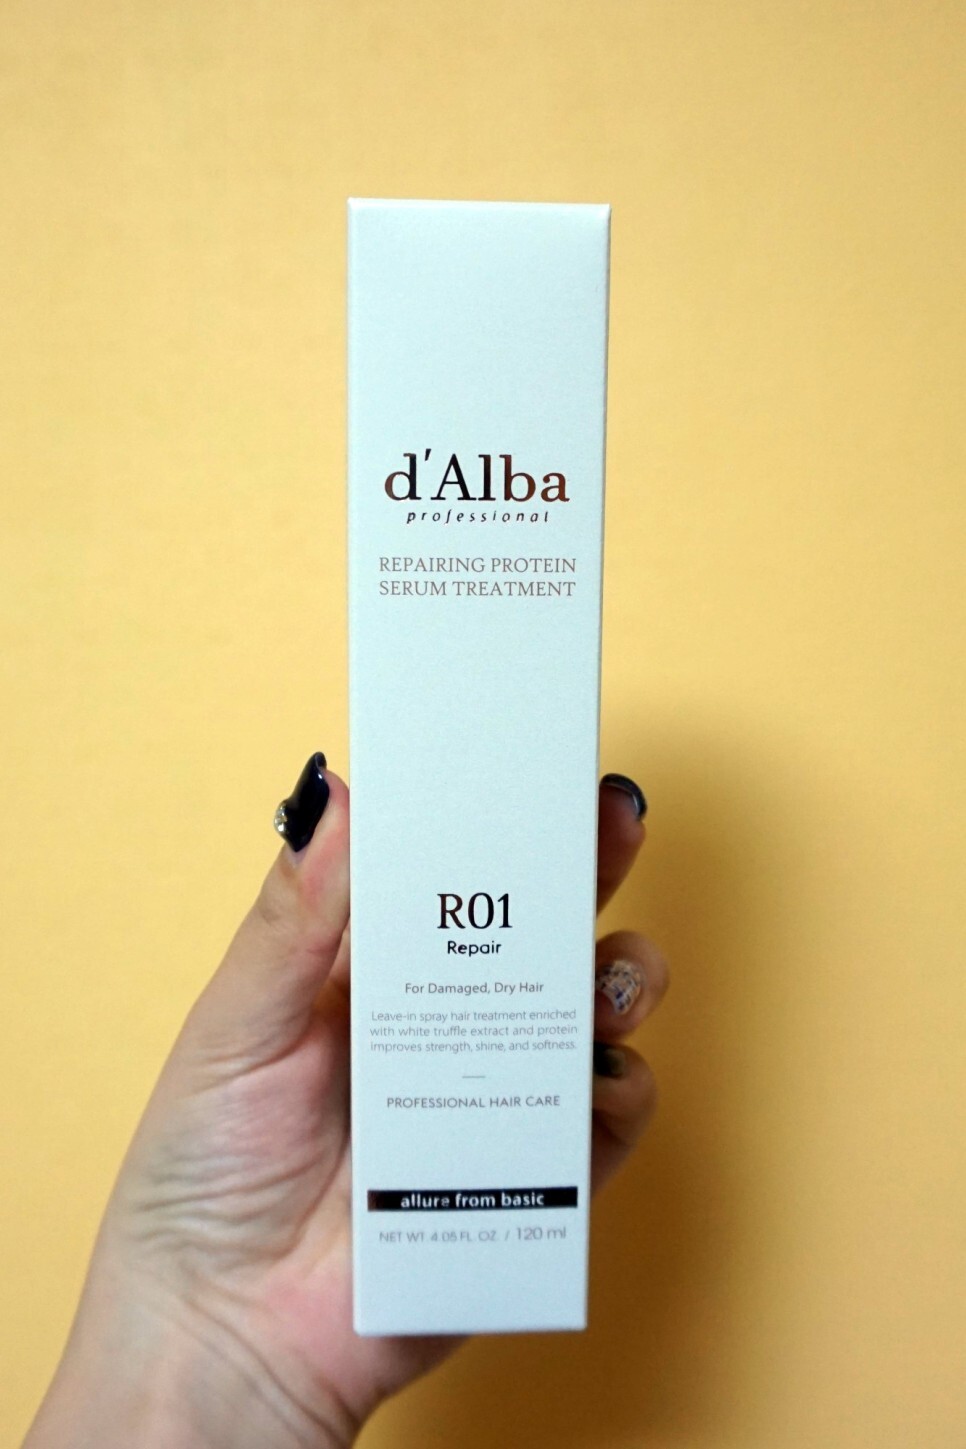 d'Alba
professional
REPAIRING PROTEIN
SERUM TREATMENT
R01
Repair
For Damaged, Dry Hair
Leave-in spray hair treatment enriched
with white truffle extract and protein
improves strength, shine, and softness.
PROFESSIONAL HAIR CARE
allure from basic
NET WT. 4.05 FL. OZ. / 120 ml